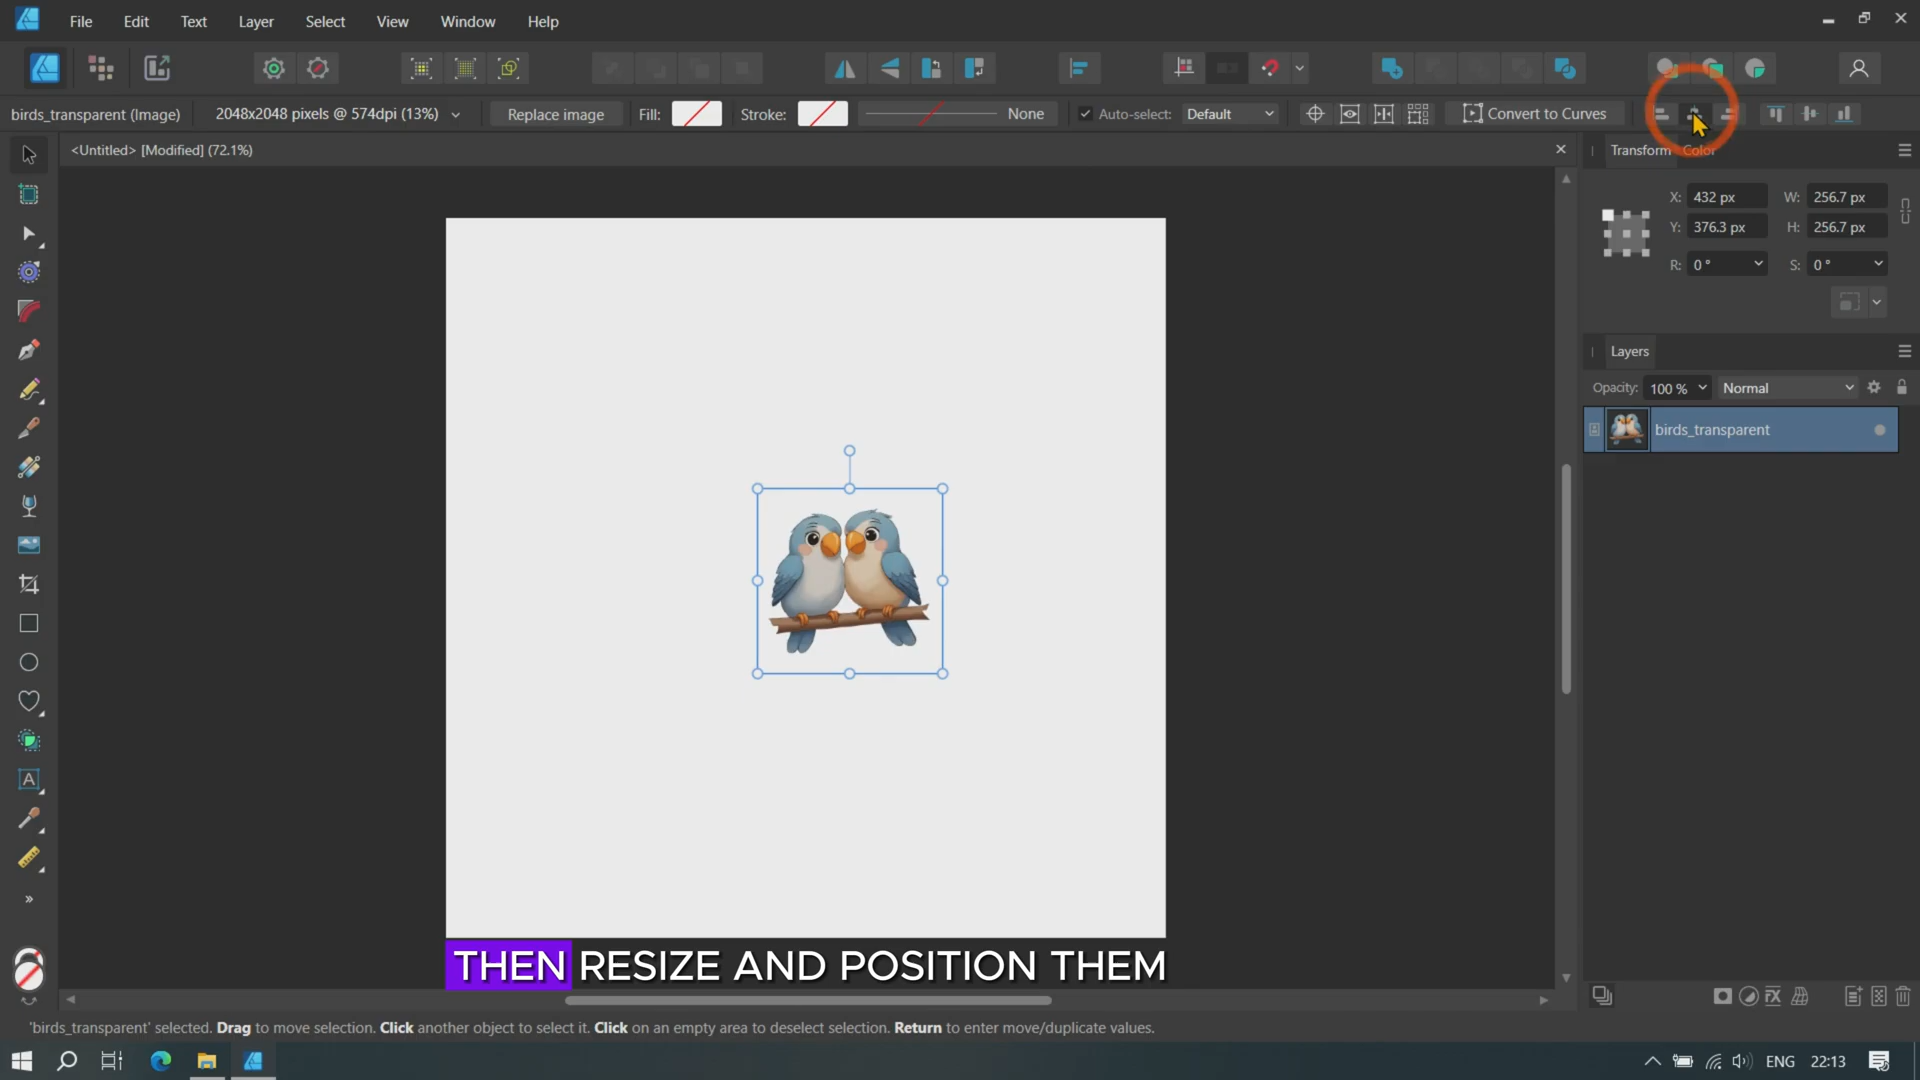 File Edit Text Layer Select View Window Help
birds_transparent (Image) 2048x2048 pixels @ 574dpi (13%) Replace image Fill: Stroke: None Auto-select: Default Convert to Curves
<Untitled> [Modified] (72.1%)
Transform Color
X: 432 px W: 256.7 px
Y: 376.3 px H: 256.7 px
R: 0 ° S: 0 °
Layers
Opacity: 100 % Normal
birds_transparent
A
THEN RESIZE AND POSITION THEM
FX
'birds_transparent' selected. Drag to move selection. Click another object to select it. Click on an empty area to deselect selection. Return to enter move/duplicate values.
ENG 22:13